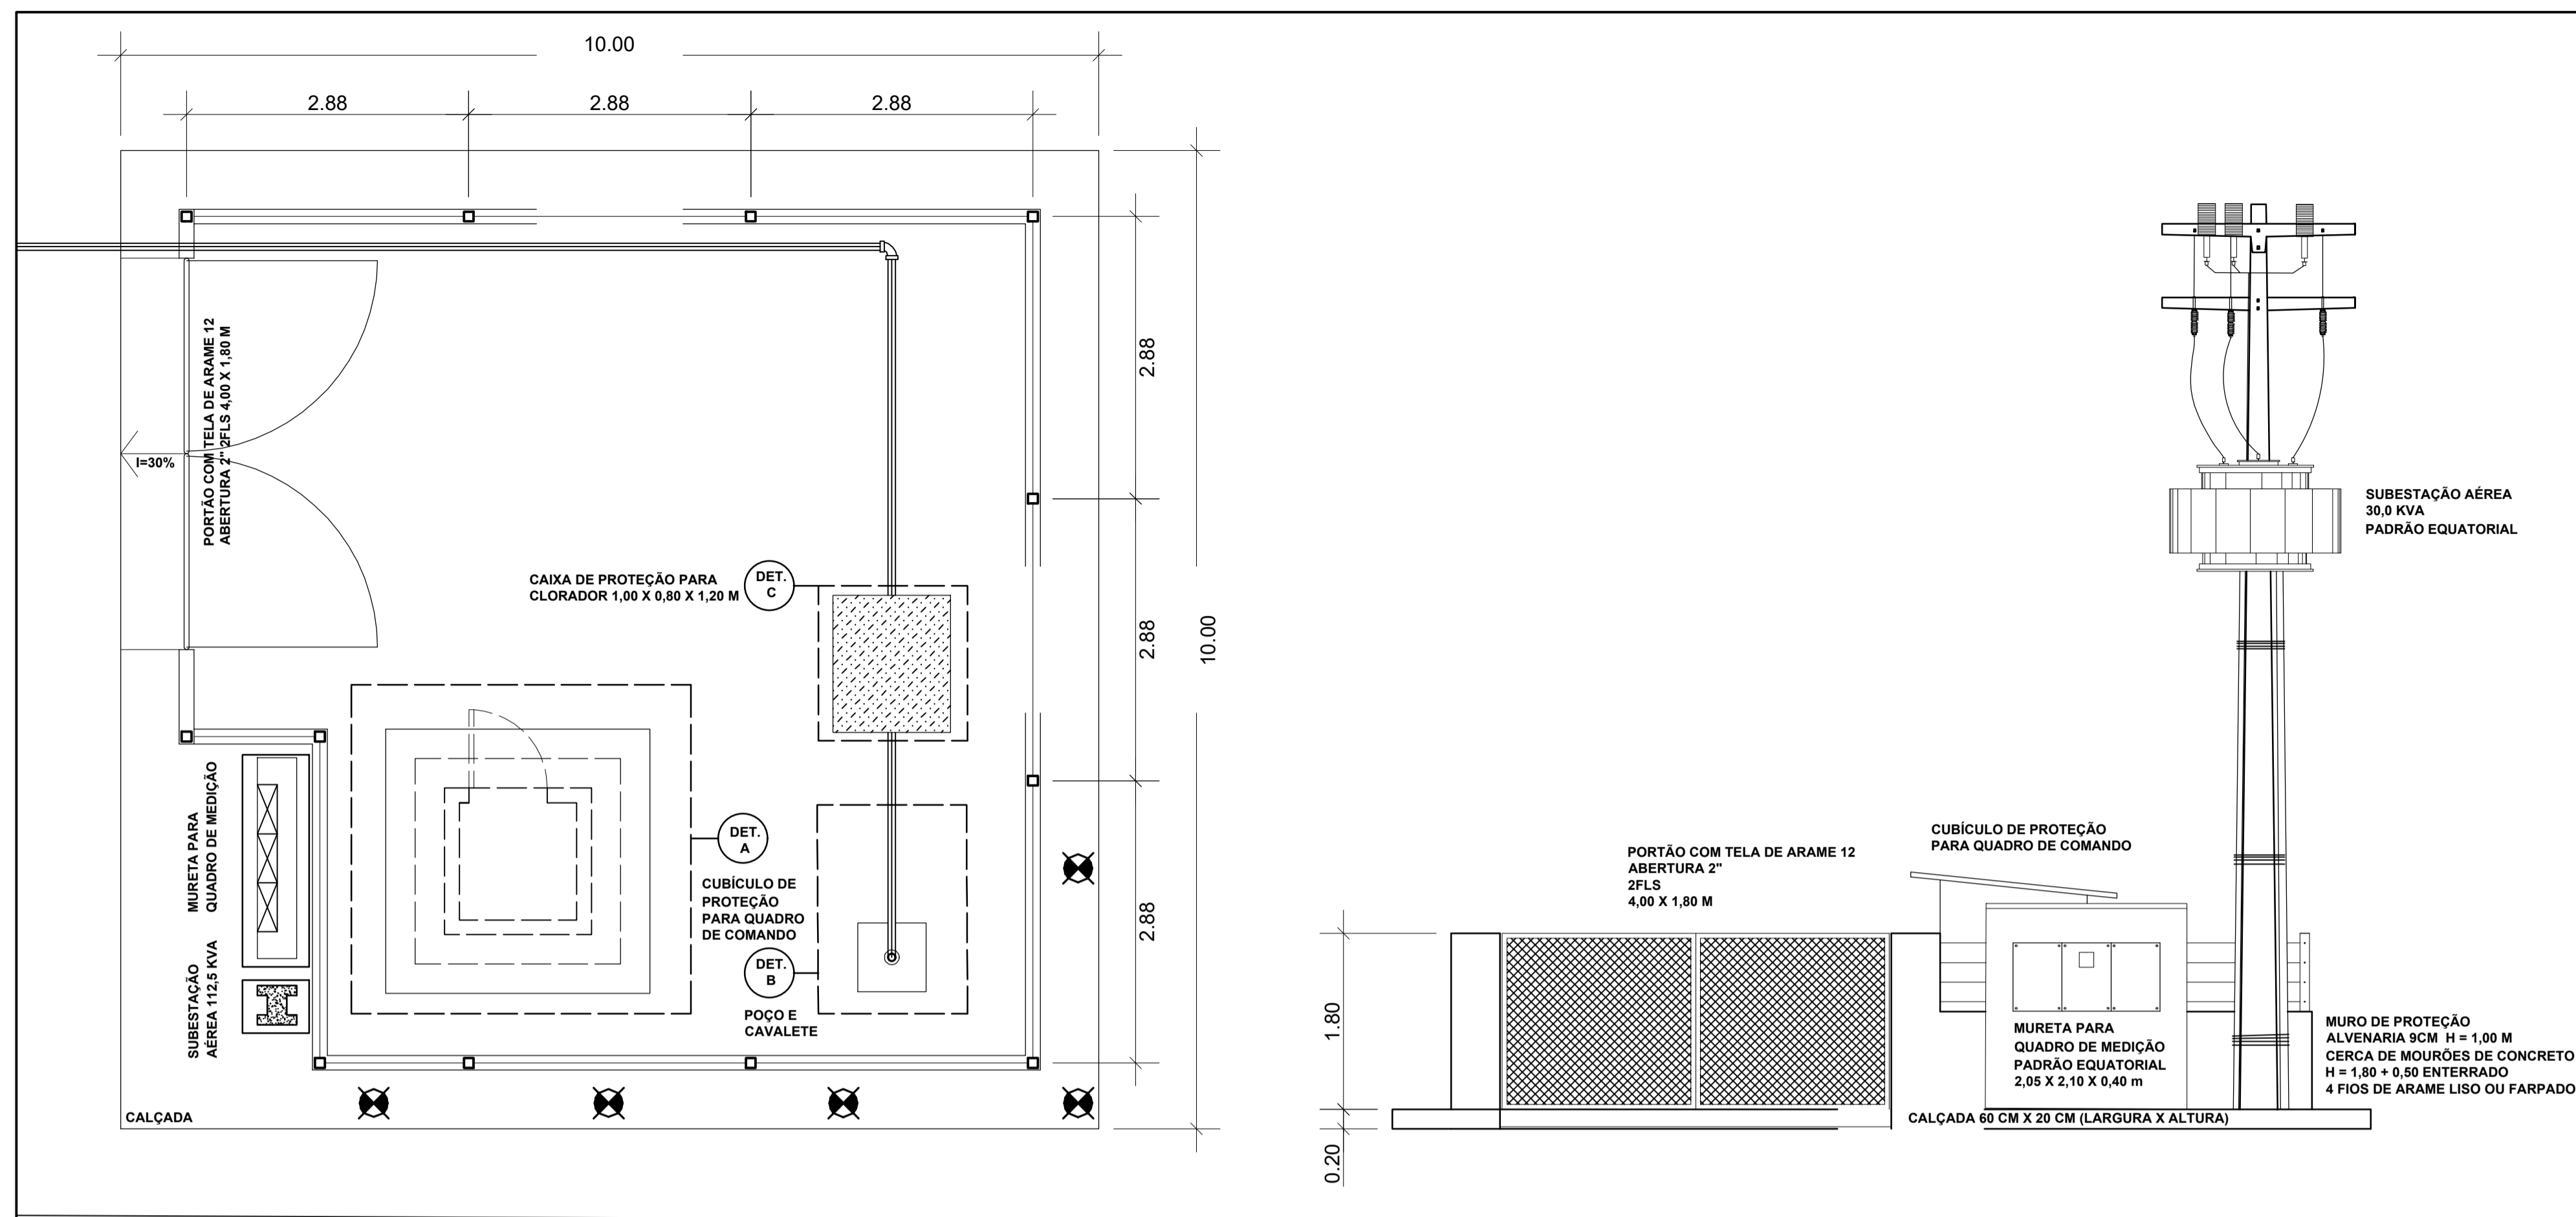 10.00
2.88
2.88
2.88
PORTÃO COM TELA DE ARAME 12
ABERTURA 2" 2FLS 4,00 X 1,80 M
I=30%
CAIXA DE PROTEÇÃO PARA
CLORADOR 1,00 X 0,80 X 1,20 M
DET.
C
2.88
2.88
10.00
2.88
MURETA PARA
QUADRO DE MEDIÇÃO
SUBESTAÇÃO
AÉREA 112,5 KVA
DET.
A
CUBÍCULO DE
PROTEÇÃO
PARA QUADRO
DE COMANDO
DET.
B
POÇO E
CAVALETE
CALÇADA
SUBESTAÇÃO AÉREA
30,0 KVA
PADRÃO EQUATORIAL
CUBÍCULO DE PROTEÇÃO
PARA QUADRO DE COMANDO
PORTÃO COM TELA DE ARAME 12
ABERTURA 2"
2FLS
4,00 X 1,80 M
1.80
0.20
MURETA PARA
QUADRO DE MEDIÇÃO
PADRÃO EQUATORIAL
2,05 X 2,10 X 0,40 m
MURO DE PROTEÇÃO
ALVENARIA 9CM H = 1,00 M
CERCA DE MOURÕES DE CONCRETO
H = 1,80 + 0,50 ENTERRADO
4 FIOS DE ARAME LISO OU FARPADO
CALÇADA 60 CM X 20 CM (LARGURA X ALTURA)